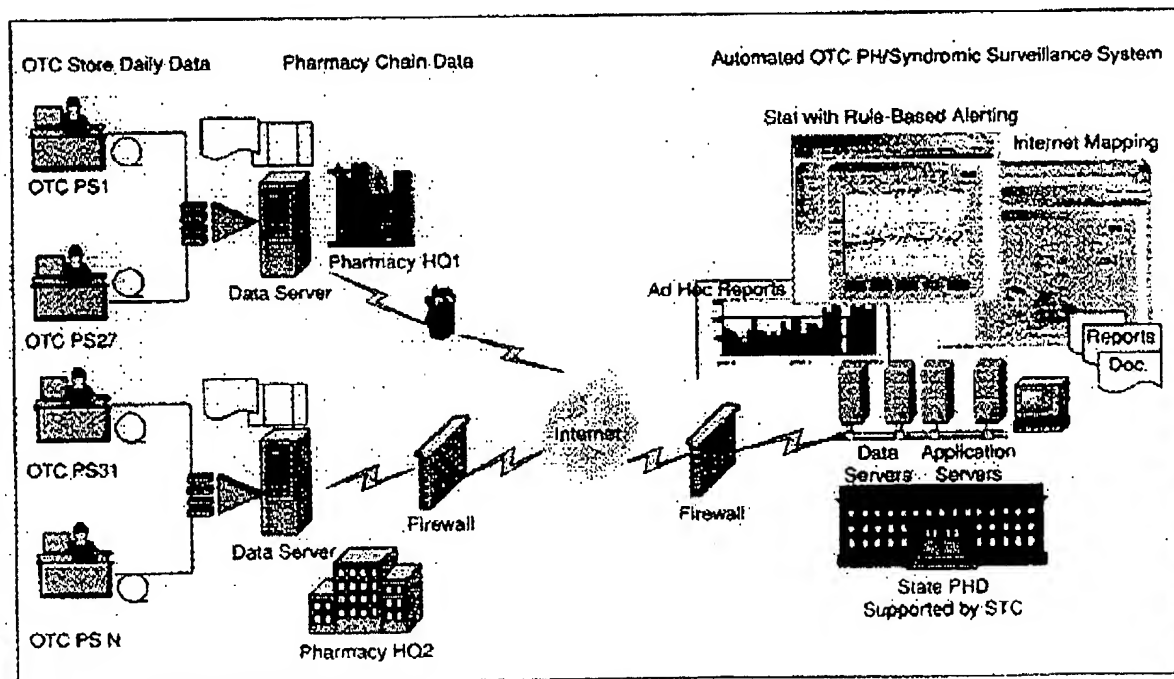 OTC Store Daily Data
Pharmacy Chain Data
Automated OTC PH/Syndromic Surveillance System
Stat with Rule-Based Alerting
Internet Mapping
OTC PS1
Data Server
Pharmacy HQ1
OTC PS27
Ad Hoc Reports
Reports
Doc.
OTC PS31
Data Server
Firewall
Internet
Firewall
Data
Servers
Application
Servers
OTC PS N
Pharmacy HQ2
State PHD
Supported by STC